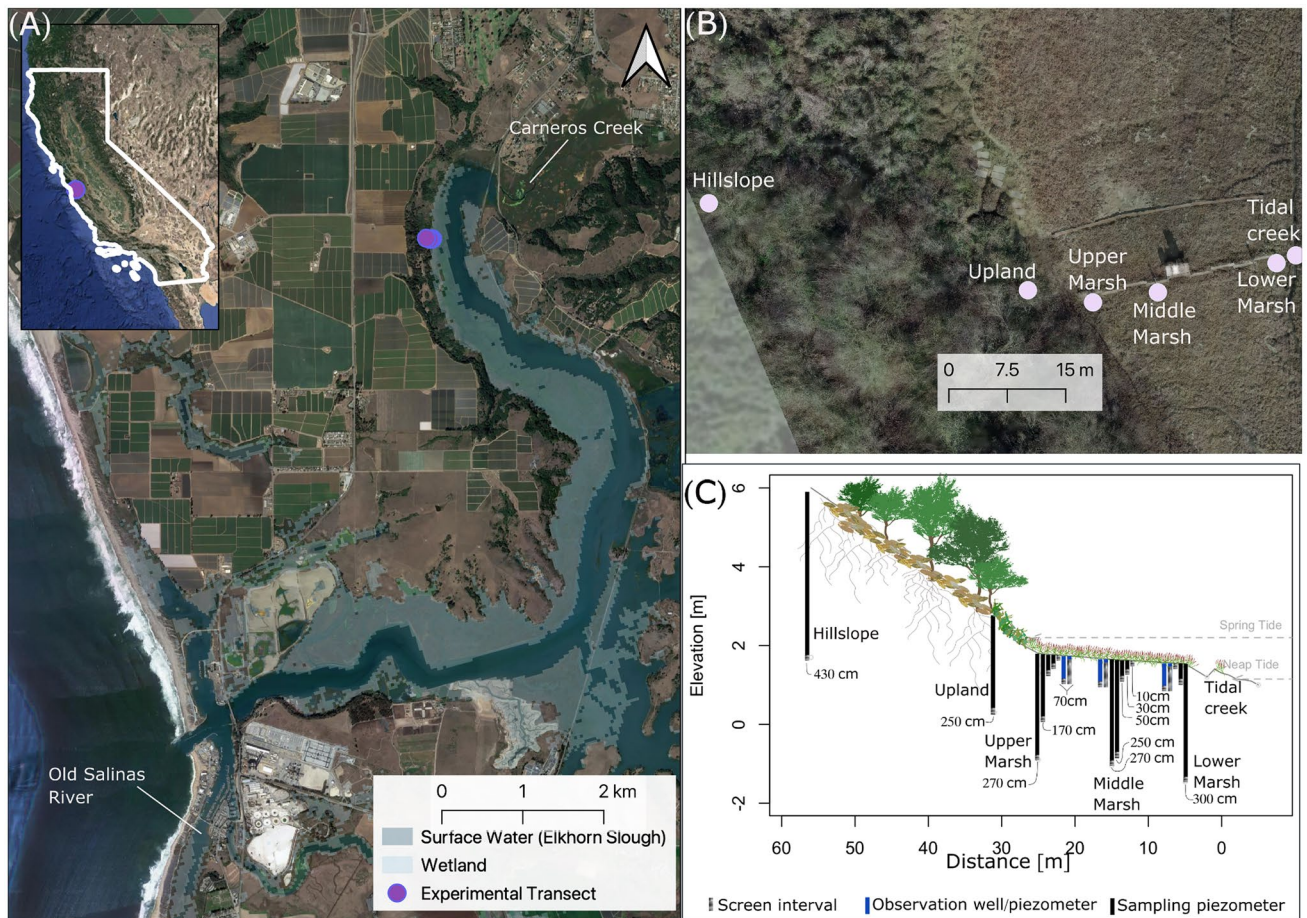 (A)
Carneros Creek
Old Salinas
River
0 1 2 km
Surface Water (Elkhorn Slough)
Wetland
Experimental Transect
(B)
Hillslope
Upland
Upper
Marsh
Middle
Marsh
Tidal
creek
Lower
Marsh
0 7.5 15 m
(C)
Elevation [m]
6
4
2
0
-2
Hillslope
430 cm
Upland
250 cm
Upper
Marsh
270 cm
170 cm
70cm
Middle
Marsh
10cm
30cm
50cm
250 cm
270 cm
Lower
Marsh
300 cm
Spring Tide
Neap Tide
Tidal
creek
60 50 40 30 20 10 0
Distance [m]
Screen interval Observation well/piezometer Sampling piezometer